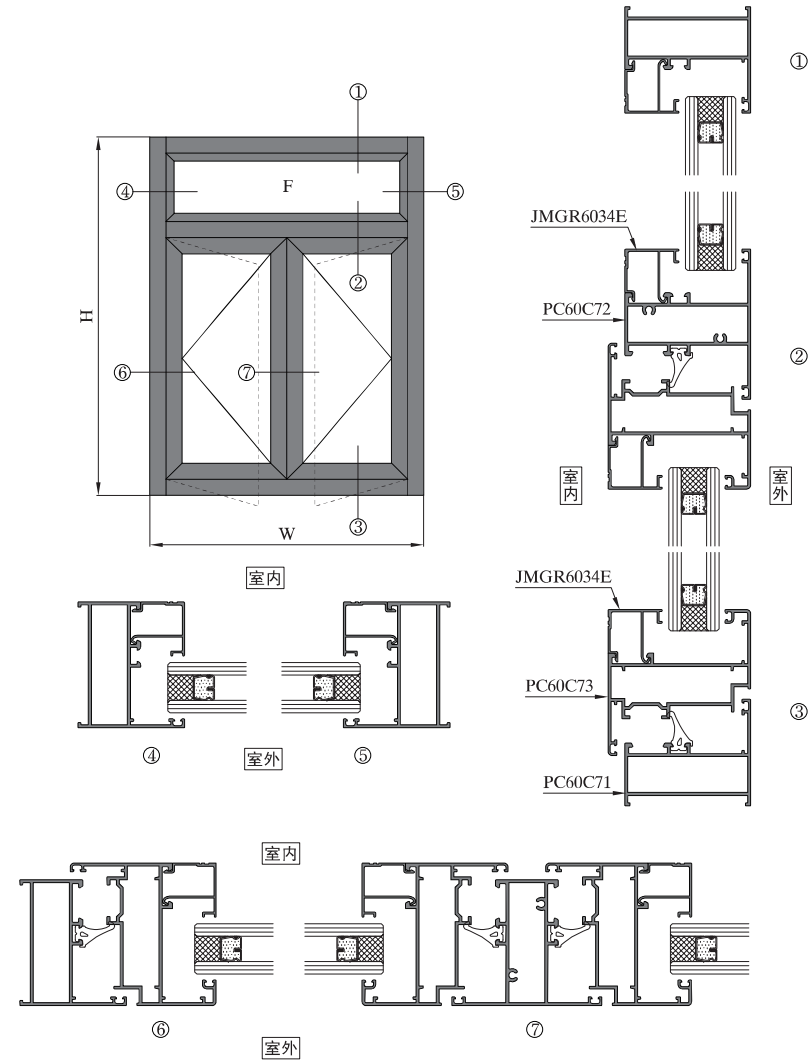 ①
①
④
F
⑤
JMGR6034E
②
PC60C72
H
②
⑥
⑦
室内
室外
③
W
室内
JMGR6034E
PC60C73
③
④
室外
⑤
PC60C71
室内
⑥
⑦
室外